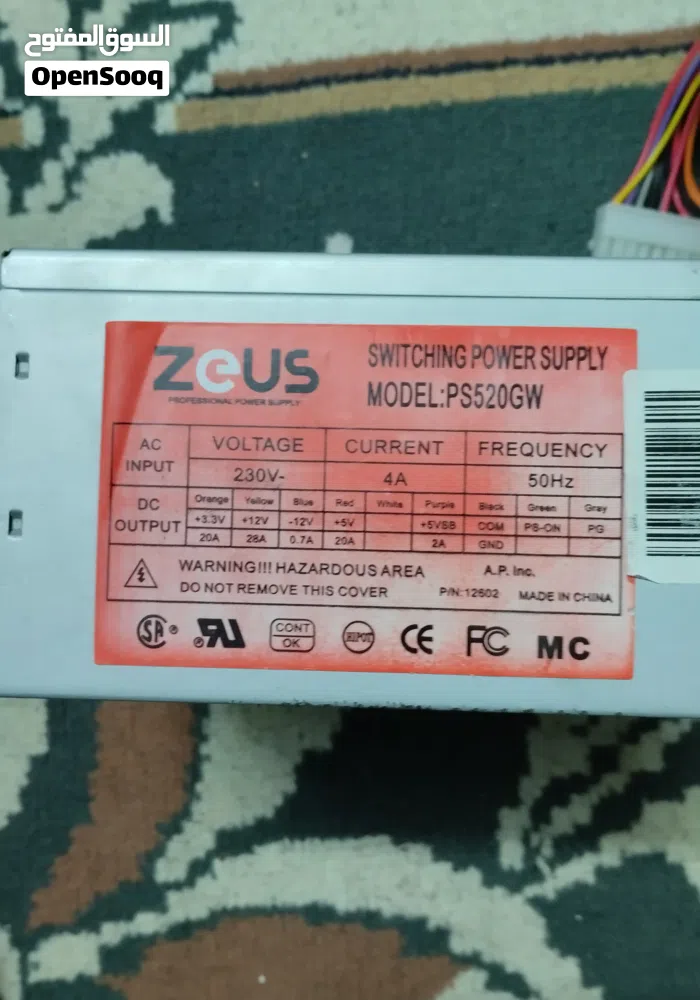 السوق المفتوح
OpenSooq
ZeUS
PROFESSIONAL POWER SUPPLY
SWITCHING POWER SUPPLY
MODEL:PS520GW
AC INPUT
VOLTAGE CURRENT FREQUENCY
230V- 4A 50Hz
DC OUTPUT
Orange Yellow Blue Red White Purple Black Green Gray
+3.3V +12V -12V +5V +5VSB COM PS-ON PG
20A 28A 0.7A 20A 2A GND
WARNING!!! HAZARDOUS AREA A.P. Inc.
DO NOT REMOVE THIS COVER P/N:12602 MADE IN CHINA
SA ® RU CONT OK HIPOT CE FC MC